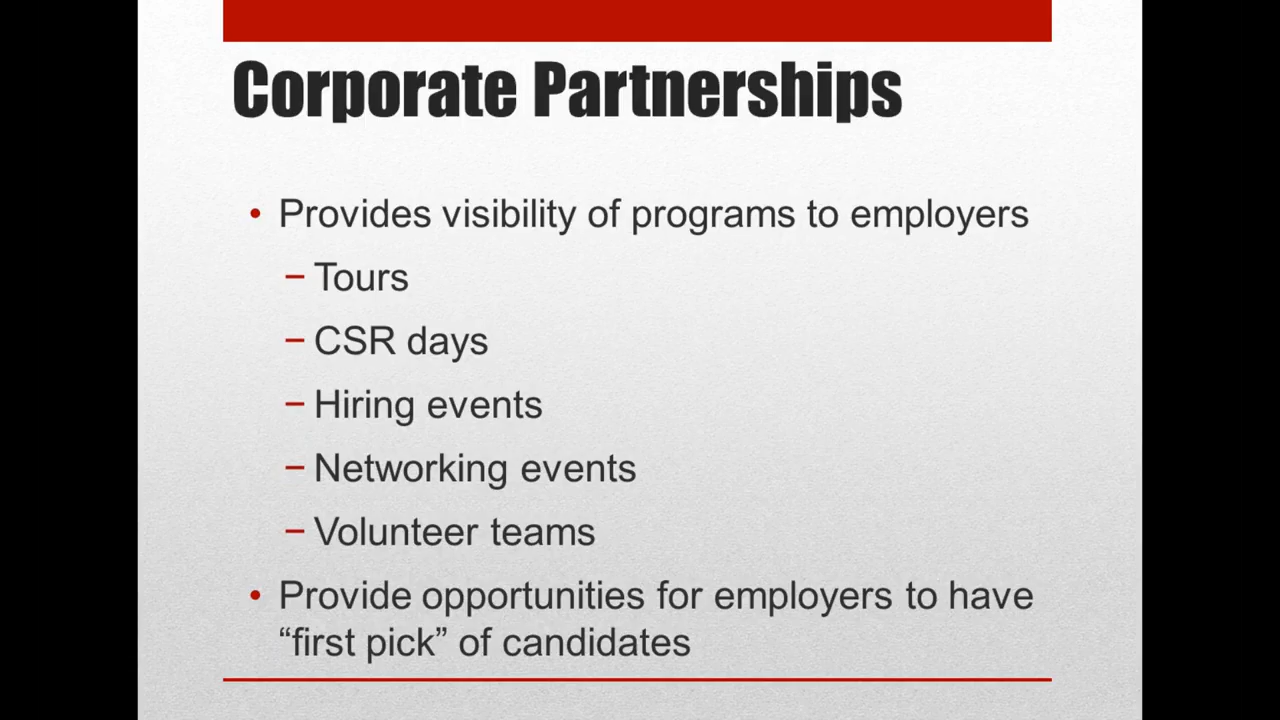 Corporate Partnerships
• Provides visibility of programs to employers
– Tours
– CSR days
– Hiring events
– Networking events
– Volunteer teams
• Provide opportunities for employers to have
“first pick” of candidates